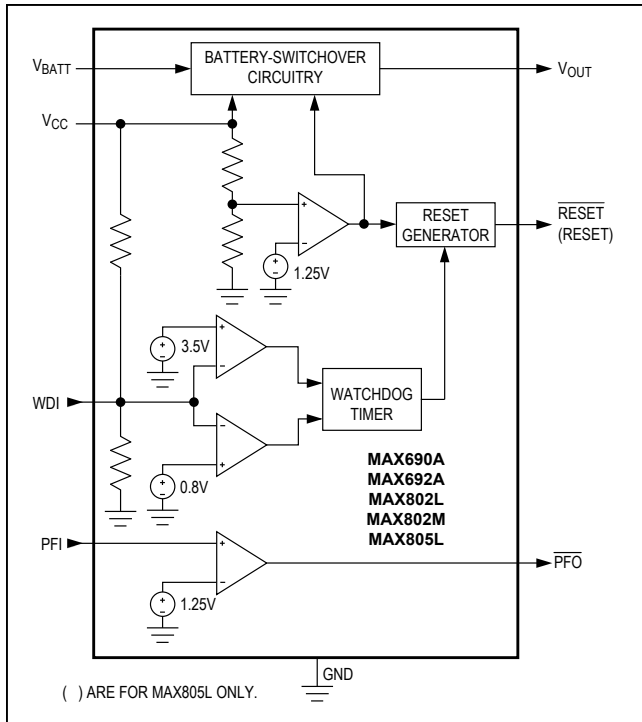 BATTERY-SWITCHOVER
CIRCUITRY
VBATT
VOUT
VCC
+
−
1.25V
+
−
RESET
GENERATOR
RESET
(RESET)
+
−
3.5V
+
−
WDI
WATCHDOG
TIMER
−
+
+
−
0.8V
MAX690A
MAX692A
MAX802L
MAX802M
MAX805L
PFI
+
−
PFO
+
−
1.25V
GND
( ) ARE FOR MAX805L ONLY.